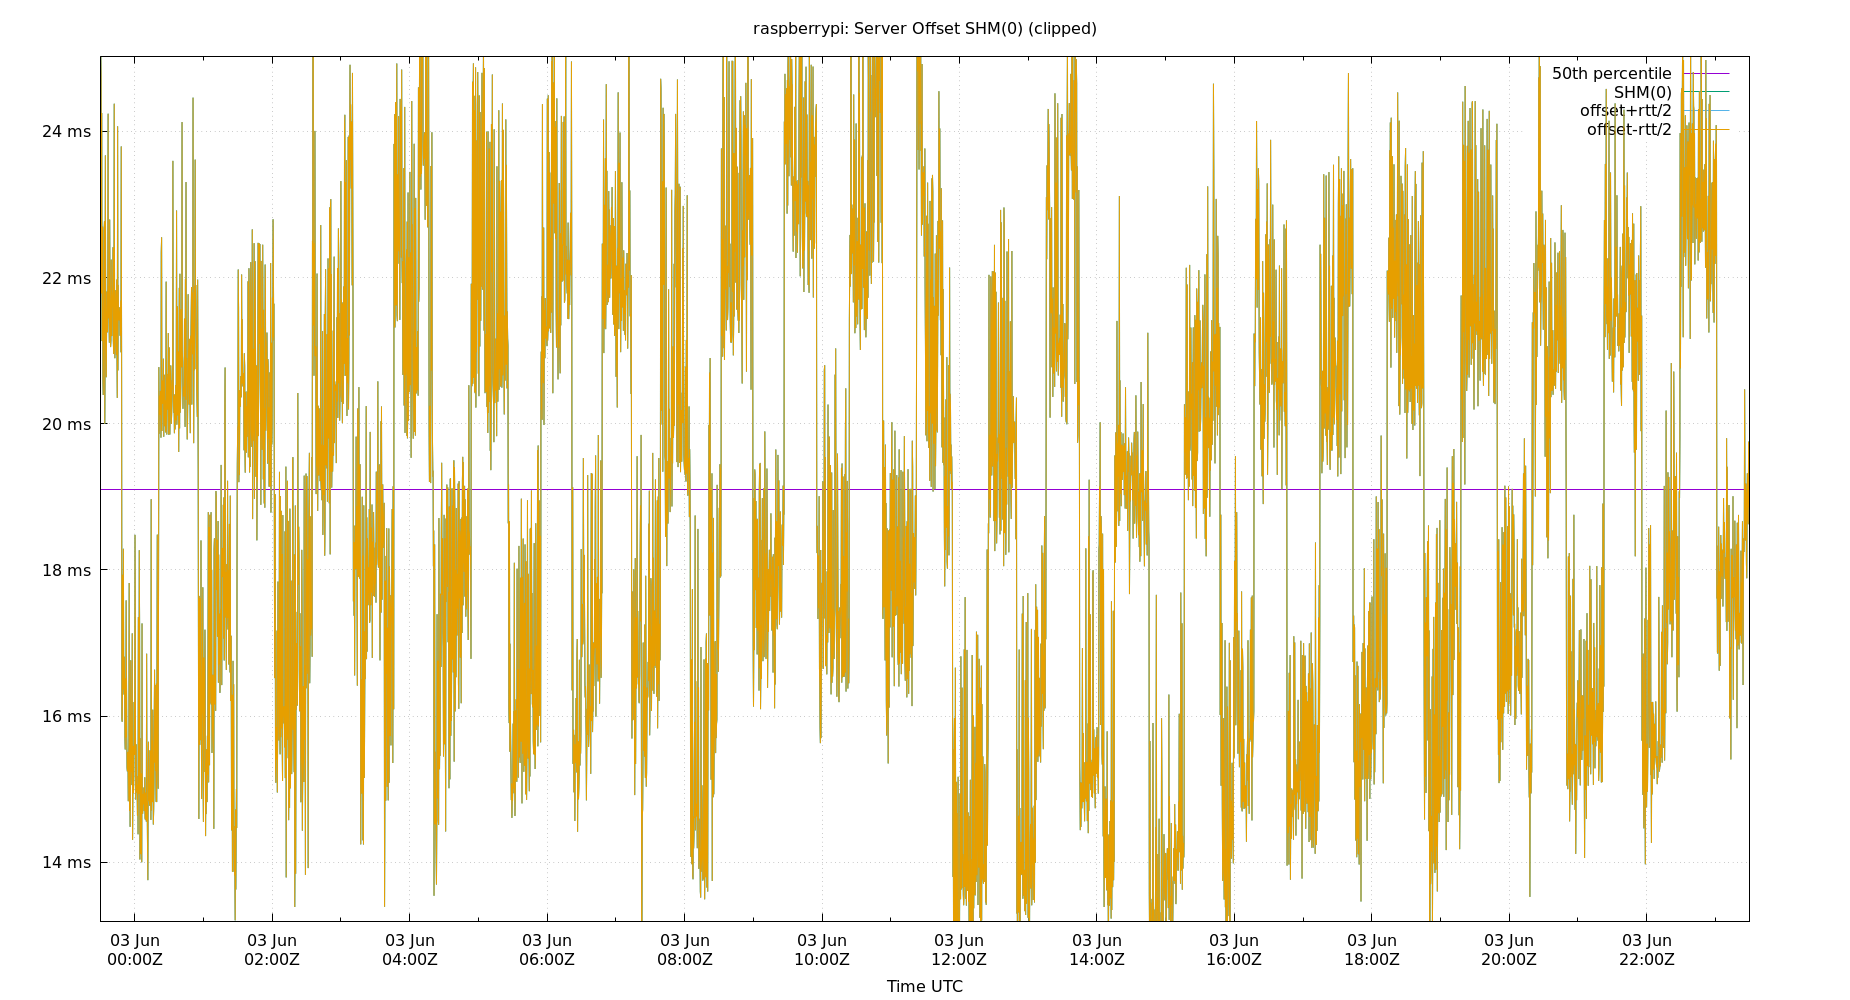 raspberrypi: Server Offset SHM(0) (clipped)
50th percentile
SHM(0)
offset+rtt/2
offset-rtt/2
24 ms
22 ms
20 ms
18 ms
16 ms
14 ms
03 Jun 03 Jun 03 Jun 03 Jun 03 Jun 03 Jun 03 Jun 03 Jun 03 Jun 03 Jun 03 Jun 03 Jun
00:00Z 02:00Z 04:00Z 06:00Z 08:00Z 10:00Z 12:00Z 14:00Z 16:00Z 18:00Z 20:00Z 22:00Z
Time UTC